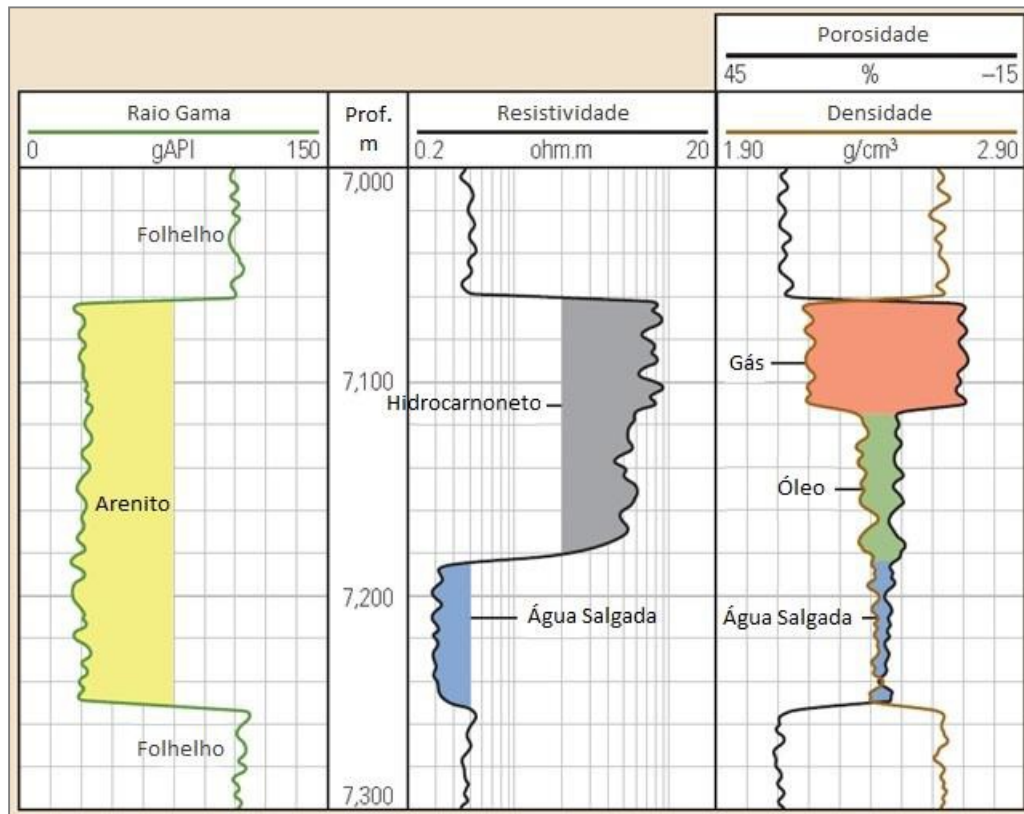 Porosidade
45 % –15
Raio Gama
0 gAPI 150
Prof.
m
Resistividade
0.2 ohm.m 20
Densidade
1.90 g/cm³ 2.90
7,000
Folhelho
7,100
Hidrocarnoneto
Gás
Arenito
Óleo
7,200
Água Salgada
Água Salgada
Folhelho
7,300